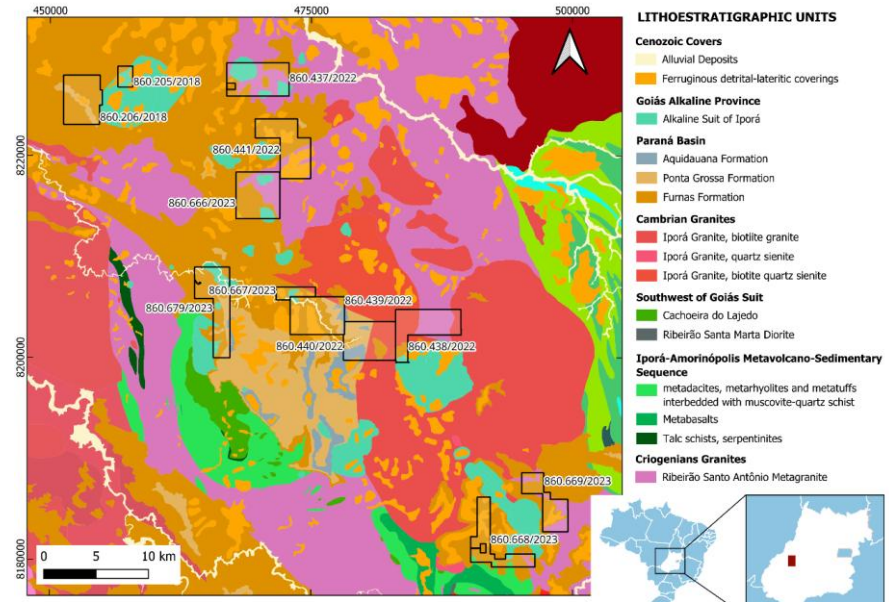 450000
475000
500000
8220000
8200000
8180000
860.205/2018
860.437/2022
860.206/2018
860.441/2022
860.666/2023
860.667/2023
860.439/2022
860.679/2023
860.440/2022
860.438/2022
860.669/2023
860.668/2023
0 5 10 km
LITHOESTRATIGRAPHIC UNITS
Cenozoic Covers
Alluvial Deposits
Ferruginous detrital-lateritic coverings
Goiás Alkaline Province
Alkaline Suit of Iporá
Paraná Basin
Aquidauana Formation
Ponta Grossa Formation
Furnas Formation
Cambrian Granites
Iporá Granite, biotiite granite
Iporá Granite, quartz sienite
Iporá Granite, biotite quartz sienite
Southwest of Goiás Suit
Cachoeira do Lajedo
Ribeirão Santa Marta Diorite
Iporá-Amorinópolis Metavolcano-Sedimentary
Sequence
metadacites, metarhyolites and metatuffs
interbedded with muscovite-quartz schist
Metabasalts
Talc schists, serpentinites
Criogenians Granites
Ribeirão Santo Antônio Metagranite